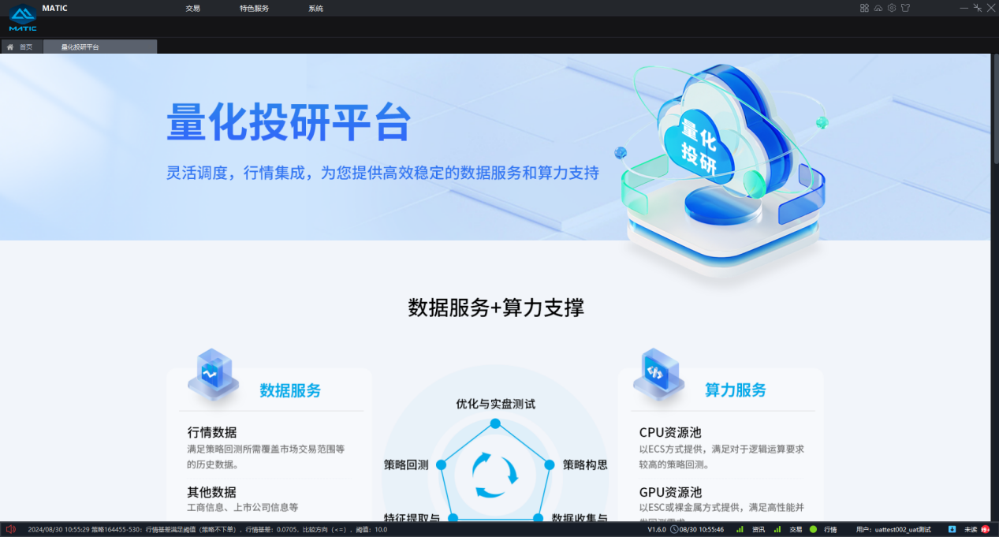 MATIC
交易
特色服务
系统
MATIC
首页
量化投研平台
量化投研平台
灵活调度，行情集成，为您提供高效稳定的数据服务和算力支持
量化
投研
数据服务+算力支撑
数据服务
行情数据
满足策略回测所需覆盖市场交易范围等
的历史数据。
其他数据
工商信息、上市公司信息等
优化与实盘测试
策略回测
策略构思
特征提取与
数据收集与
算力服务
CPU资源池
以ECS方式提供，满足对于逻辑运算要求
较高的策略回测。
GPU资源池
以ESC或裸金属方式提供，满足高性能并
2024/08/30 10:55:29 策略164455-530：行情基差满足阈值（策略不下单），行情基差：0.0705，比较方向（<=），阈值：10.0
V1.6.0 08/30 10:55:46 资讯 交易 行情 用户：uattest002_uat测试 未读